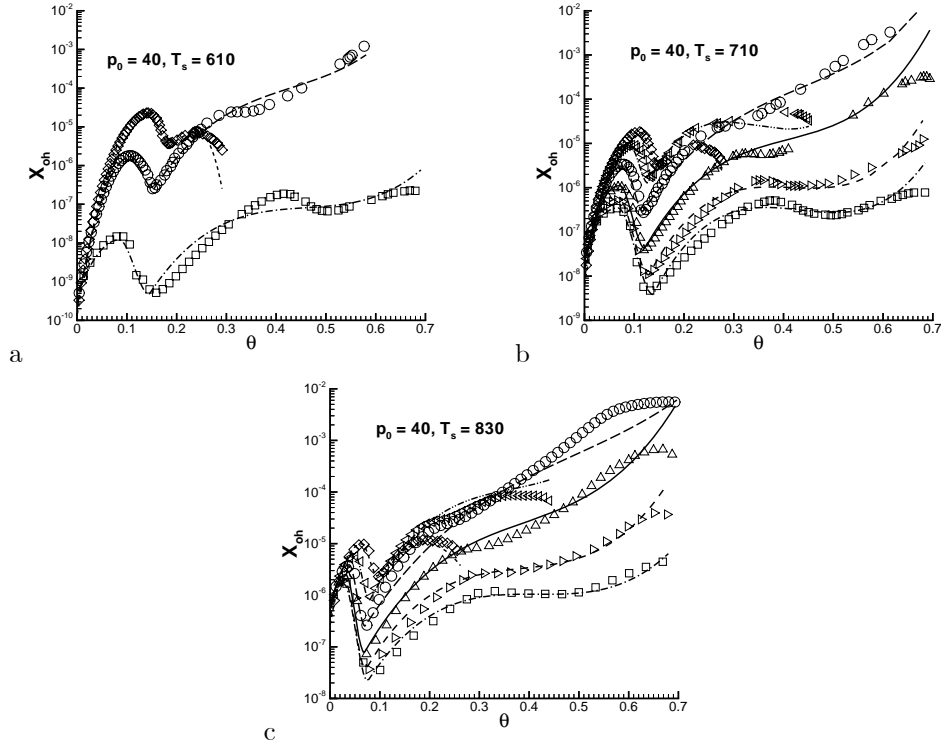 10⁻²
10⁻³
10⁻⁴
10⁻⁵
10⁻⁶
10⁻⁷
10⁻⁸
10⁻⁹
10⁻¹⁰
X_oh
p₀ = 40, T_s = 610
0 0.1 0.2 0.3 0.4 0.5 0.6 0.7
θ
a
10⁻²
10⁻³
10⁻⁴
10⁻⁵
10⁻⁶
10⁻⁷
10⁻⁸
10⁻⁹
X_oh
p₀ = 40, T_s = 710
0 0.1 0.2 0.3 0.4 0.5 0.6 0.7
θ
b
10⁻²
10⁻³
10⁻⁴
10⁻⁵
10⁻⁶
10⁻⁷
10⁻⁸
X_oh
p₀ = 40, T_s = 830
0 0.1 0.2 0.3 0.4 0.5 0.6 0.7
θ
c